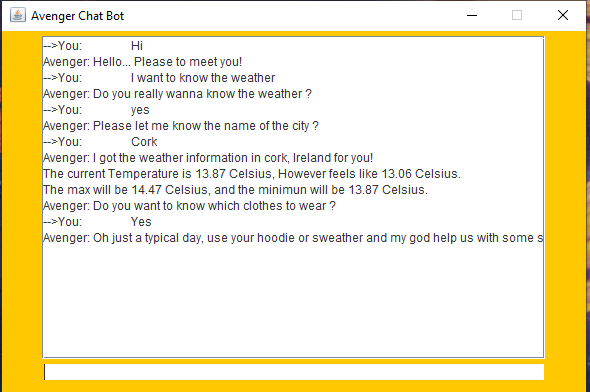 Avenger Chat Bot
-->You: Hi
Avenger: Hello... Please to meet you!
-->You: I want to know the weather
Avenger: Do you really wanna know the weather ?
-->You: yes
Avenger: Please let me know the name of the city ?
-->You: Cork
Avenger: I got the weather information in cork, Ireland for you!
The current Temperature is 13.87 Celsius, However feels like 13.06 Celsius.
The max will be 14.47 Celsius, and the minimun will be 13.87 Celsius.
Avenger: Do you want to know which clothes to wear ?
-->You: Yes
Avenger: Oh just a typical day, use your hoodie or sweather and my god help us with some s